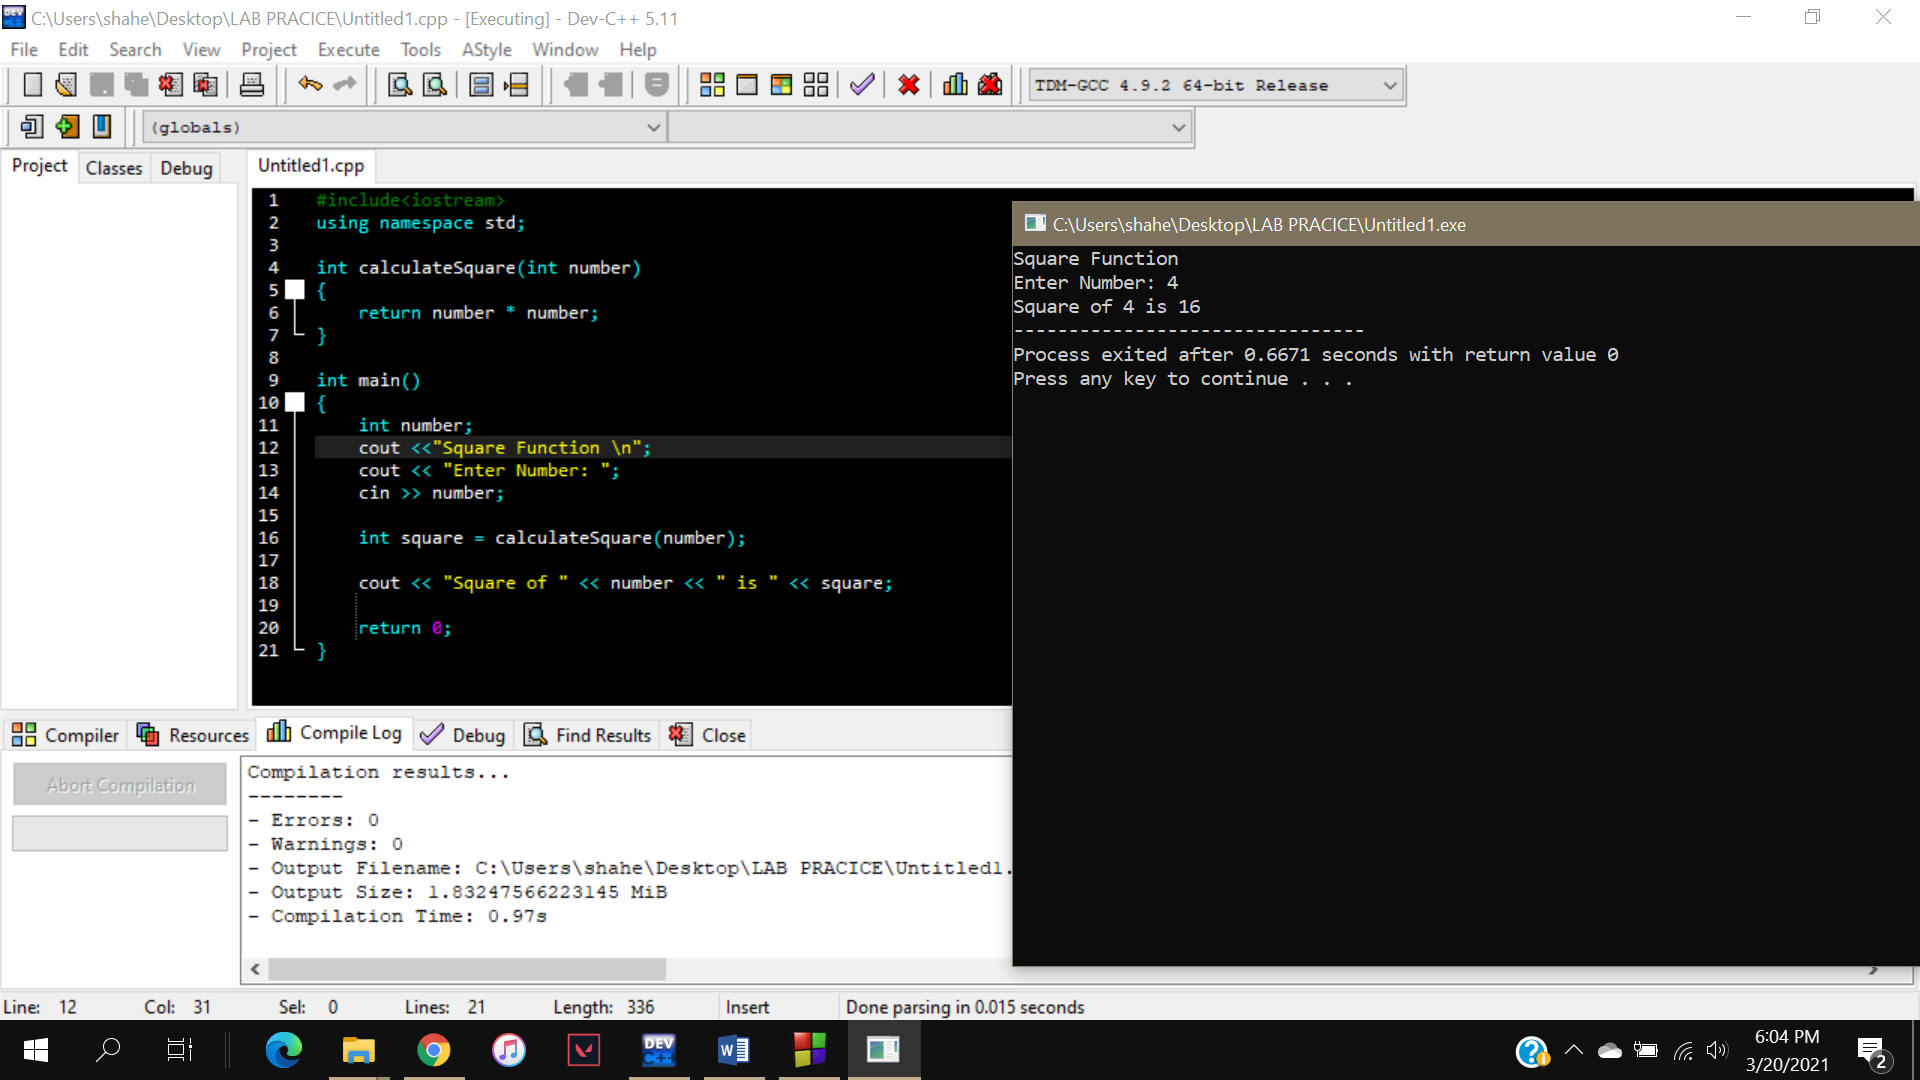 C:\Users\shahe\Desktop\LAB PRACICE\Untitled1.cpp - [Executing] - Dev-C++ 5.11
File Edit Search View Project Execute Tools AStyle Window Help
TDM-GCC 4.9.2 64-bit Release
(globals)
Project Classes Debug
Untitled1.cpp
1 #include<iostream>
2 using namespace std;
3
4 int calculateSquare(int number)
5 {
6 return number * number;
7 }
8
9 int main()
10 {
11 int number;
12 cout <<"Square Function \n";
13 cout << "Enter Number: ";
14 cin >> number;
15
16 int square = calculateSquare(number);
17
18 cout << "Square of " << number << " is " << square;
19
20 return 0;
21 }
C:\Users\shahe\Desktop\LAB PRACICE\Untitled1.exe
Square Function
Enter Number: 4
Square of 4 is 16
--------------------------------
Process exited after 0.6671 seconds with return value 0
Press any key to continue . . .
Compiler Resources Compile Log Debug Find Results Close
Abort Compilation
Compilation results...
--------
- Errors: 0
- Warnings: 0
- Output Filename: C:\Users\shahe\Desktop\LAB PRACICE\Untitled1.
- Output Size: 1.83247566223145 MiB
- Compilation Time: 0.97s
Line: 12 Col: 31 Sel: 0 Lines: 21 Length: 336 Insert Done parsing in 0.015 seconds
DEV C++
6:04 PM
3/20/2021
2